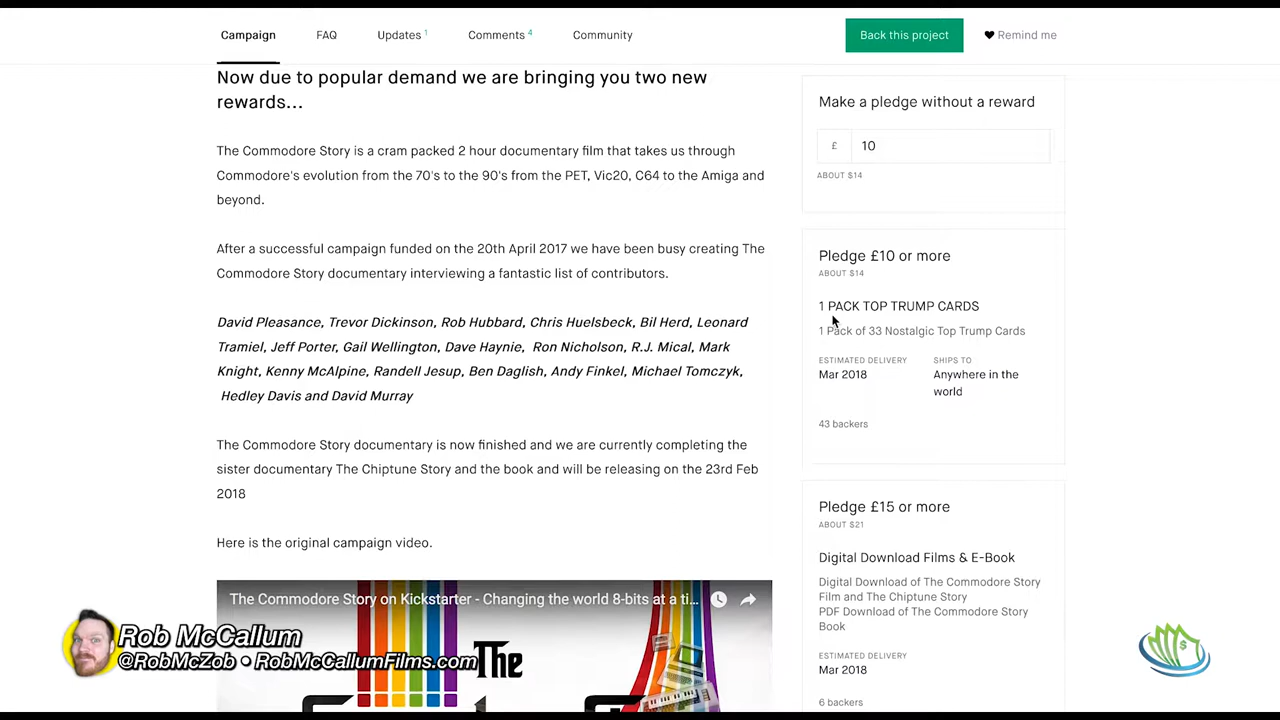 Campaign
FAQ
Updates 1
Comments 4
Community
Back this project
Remind me
Now due to popular demand we are bringing you two new
rewards...
The Commodore Story is a cram packed 2 hour documentary film that takes us through
Commodore's evolution from the 70's to the 90's from the PET, Vic20, C64 to the Amiga and
beyond.
After a successful campaign funded on the 20th April 2017 we have been busy creating The
Commodore Story documentary interviewing a fantastic list of contributors.
David Pleasance, Trevor Dickinson, Rob Hubbard, Chris Huelsbeck, Bil Herd, Leonard
Tramiel, Jeff Porter, Gail Wellington, Dave Haynie, Ron Nicholson, R.J. Mical, Mark
Knight, Kenny McAlpine, Randell Jesup, Ben Daglish, Andy Finkel, Michael Tomczyk,
Hedley Davis and David Murray
The Commodore Story documentary is now finished and we are currently completing the
sister documentary The Chiptune Story and the book and will be releasing on the 23rd Feb
2018
Here is the original campaign video.
The Commodore Story on Kickstarter - Changing the world 8-bits at a ti...
The
Rob McCallum
@RobMcZob • RobMcCallumFilms.com
Make a pledge without a reward
£ 10
ABOUT $14
Pledge £10 or more
ABOUT $14
1 PACK TOP TRUMP CARDS
1 Pack of 33 Nostalgic Top Trump Cards
ESTIMATED DELIVERY
Mar 2018
SHIPS TO
Anywhere in the
world
43 backers
Pledge £15 or more
ABOUT $21
Digital Download Films & E-Book
Digital Download of The Commodore Story
Film and The Chiptune Story
PDF Download of The Commodore Story
Book
ESTIMATED DELIVERY
Mar 2018
6 backers
$